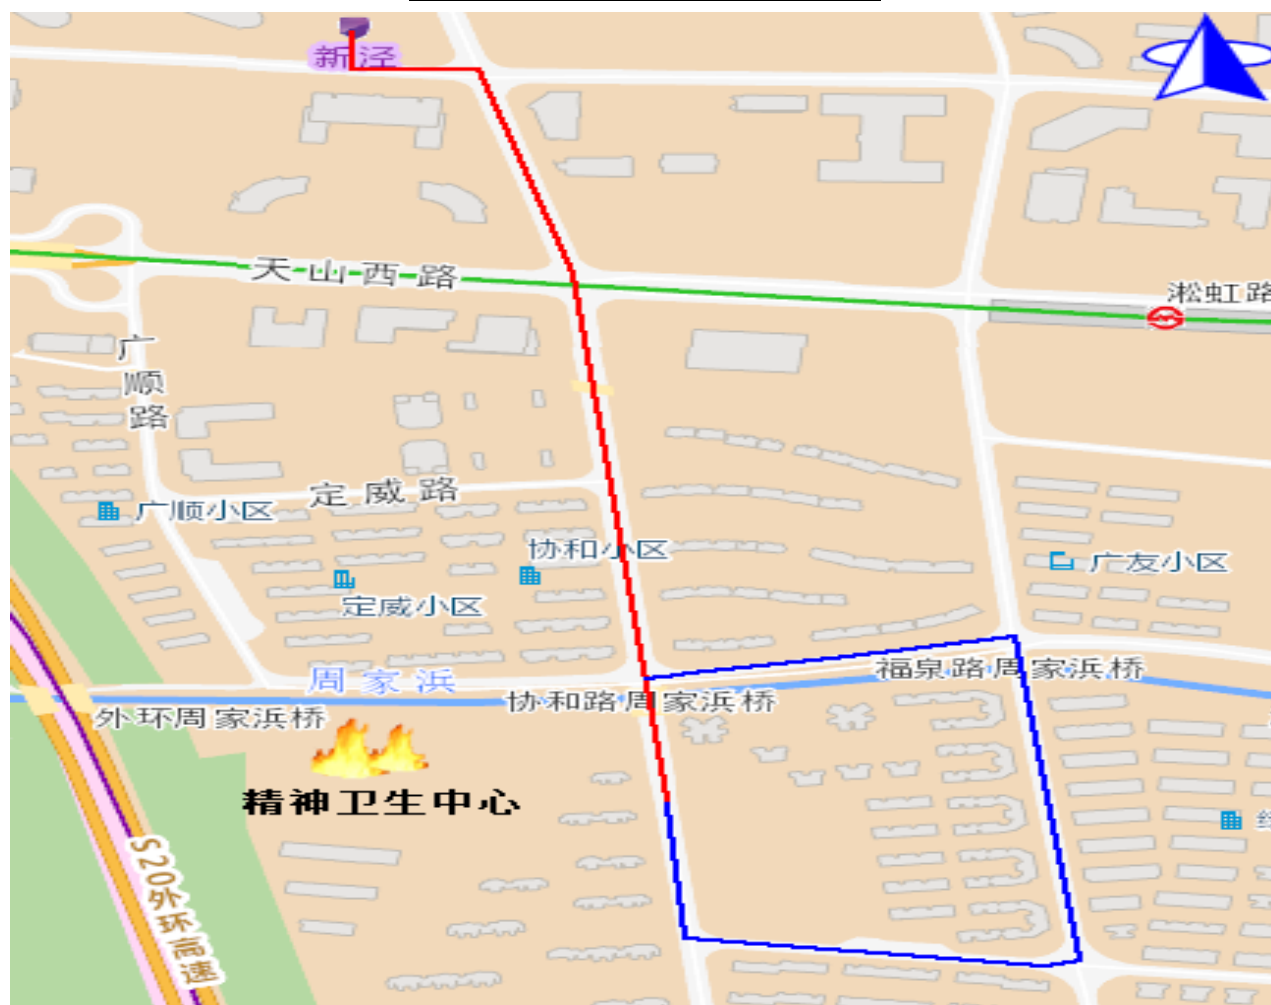 新泾
天山西路
淞虹路
广顺路
定威路
广顺小区
协和小区
广友小区
定威小区
周家浜
福泉路周家浜桥
协和路周家浜桥
外环周家浜桥
精神卫生中心
S20外环高速